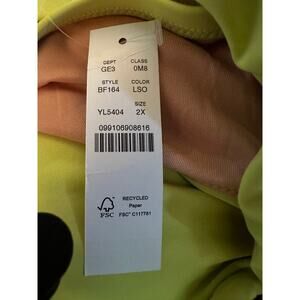 DEPT CLASS
GE3 0M8
STYLE COLOR
BF164 LSO
SIZE
YL5404 2X
099106908616
RECYCLED
Paper
FSC
FSC® C117781